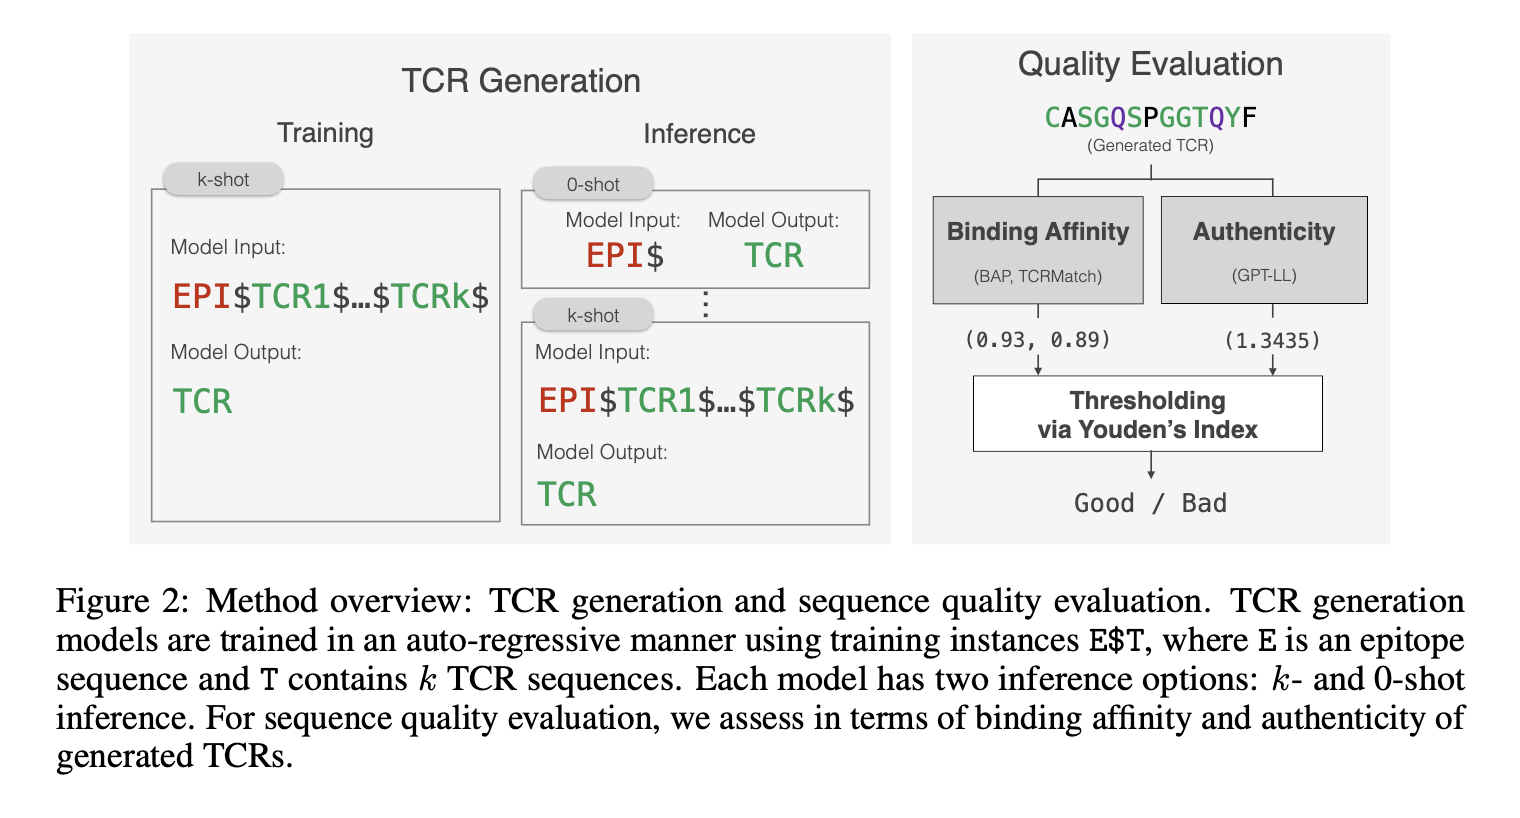 TCR Generation
Training
k-shot
Model Input:
EPI$TCR1$…$TCRk$
Model Output:
TCR
Inference
0-shot
Model Input: Model Output:
EPI$ TCR
⋮
k-shot
Model Input:
EPI$TCR1$…$TCRk$
Model Output:
TCR
Quality Evaluation
CASGQSPGGTQYF
(Generated TCR)
Binding Affinity
(BAP, TCRMatch)
Authenticity
(GPT-LL)
(0.93, 0.89)
(1.3435)
Thresholding
via Youden’s Index
Good / Bad
Figure 2: Method overview: TCR generation and sequence quality evaluation. TCR generation
models are trained in an auto-regressive manner using training instances E$T, where E is an epitope
sequence and T contains k TCR sequences. Each model has two inference options: k- and 0-shot
inference. For sequence quality evaluation, we assess in terms of binding affinity and authenticity of
generated TCRs.